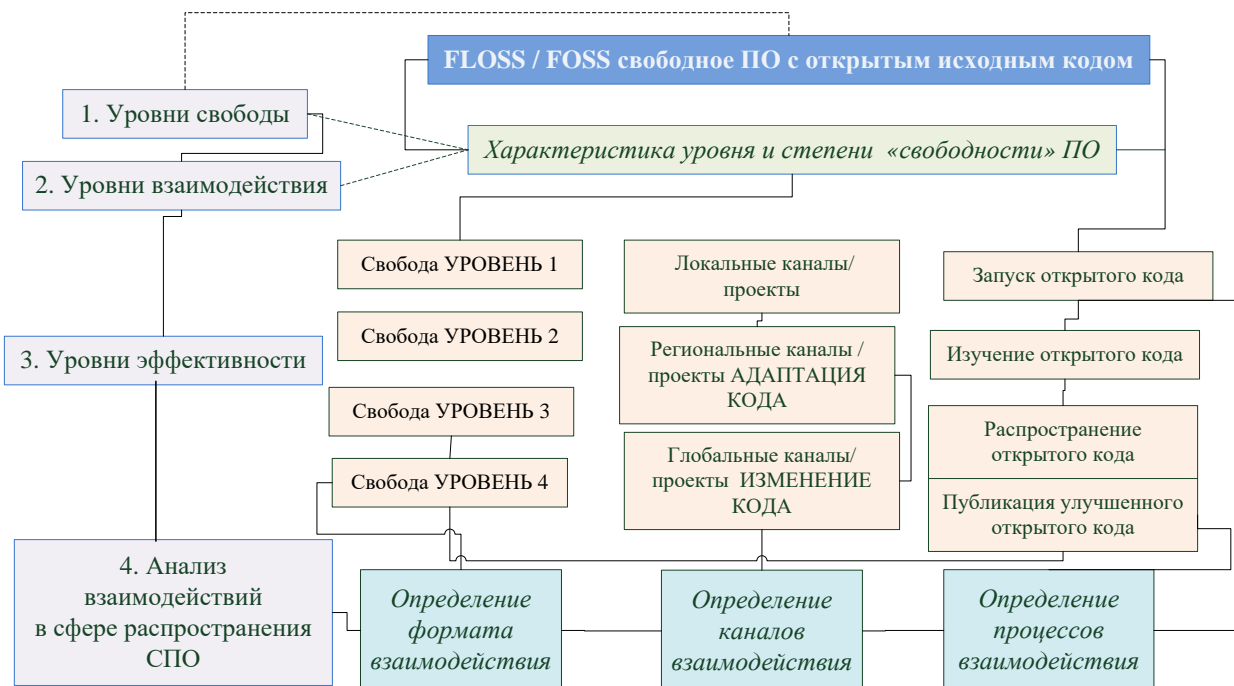 FLOSS / FOSS свободное ПО с открытым исходным кодом
1. Уровни свободы
Характеристика уровня и степени «свободности» ПО
2. Уровни взаимодействия
Свобода УРОВЕНЬ 1
Локальные каналы/
проекты
Запуск открытого кода
Свобода УРОВЕНЬ 2
3. Уровни эффективности
Региональные каналы /
проекты АДАПТАЦИЯ
КОДА
Изучение открытого кода
Свобода УРОВЕНЬ 3
Распространение
открытого кода
Свобода УРОВЕНЬ 4
Глобальные каналы/
проекты ИЗМЕНЕНИЕ
КОДА
Публикация улучшенного
открытого кода
4. Анализ
взаимодействий
в сфере распространения
СПО
Определение
формата
взаимодействия
Определение
каналов
взаимодействия
Определение
процессов
взаимодействия